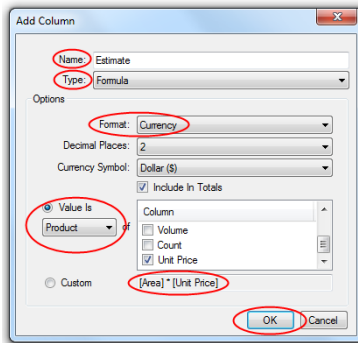 Add Column
Name: Estimate
Type: Formula
Options
Format: Currency
Decimal Places: 2
Currency Symbol: Dollar ($)
Include In Totals
Value Is
Product of
Column
Volume
Count
Unit Price
Custom [Area] * [Unit Price]
OK Cancel